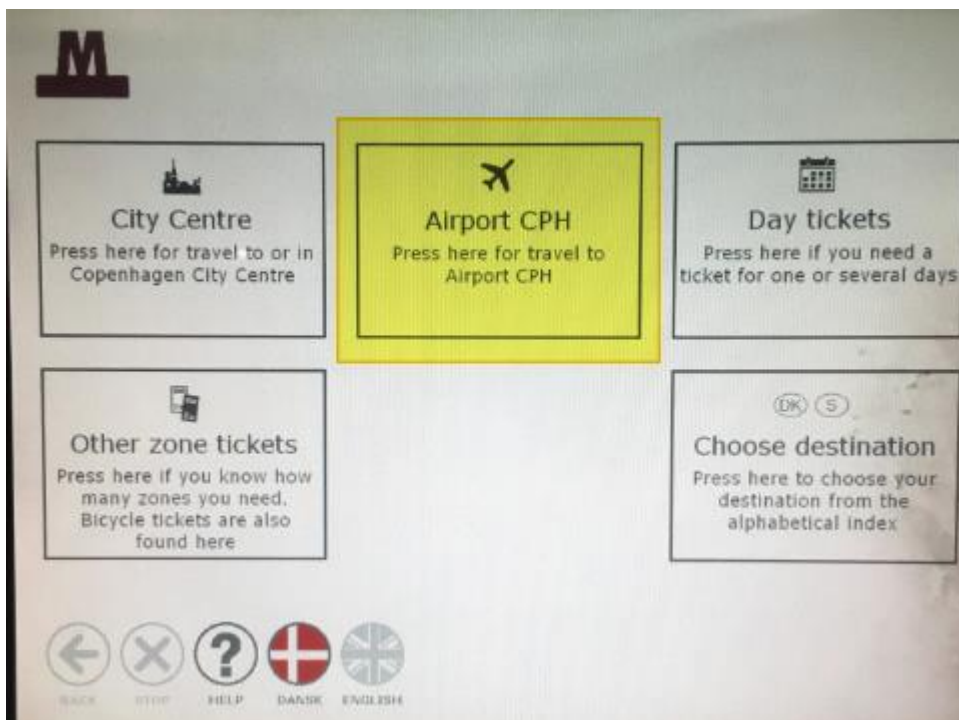 M
City Centre
Press here for travel to or in
Copenhagen City Centre
Airport CPH
Press here for travel to
Airport CPH
Day tickets
Press here if you need a
ticket for one or several days
Other zone tickets
Press here if you know how
many zones you need.
Bicycle tickets are also
found here
DK S
Choose destination
Press here to choose your
destination from the
alphabetical index
?
BACK STOP HELP DANSK ENGLISH